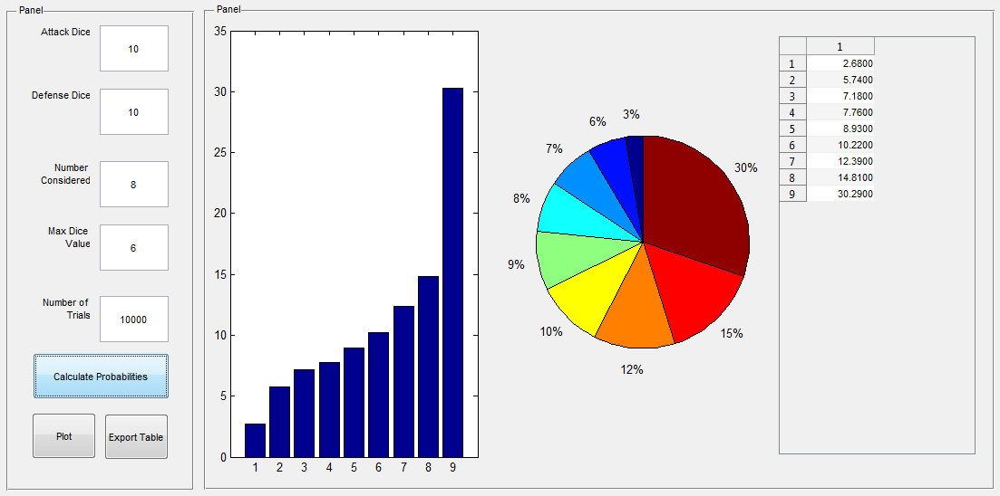 Panel
Attack Dice
10
Defense Dice
10
Number
Considered
8
Max Dice
Value
6
Number of
Trials
10000
Calculate Probabilities
Plot
Export Table
Panel
35
30
25
20
15
10
5
0
1 2 3 4 5 6 7 8 9
3%
6%
7%
8%
9%
10%
12%
15%
30%
1
1 2.6800
2 5.7400
3 7.1800
4 7.7600
5 8.9300
6 10.2200
7 12.3900
8 14.8100
9 30.2900